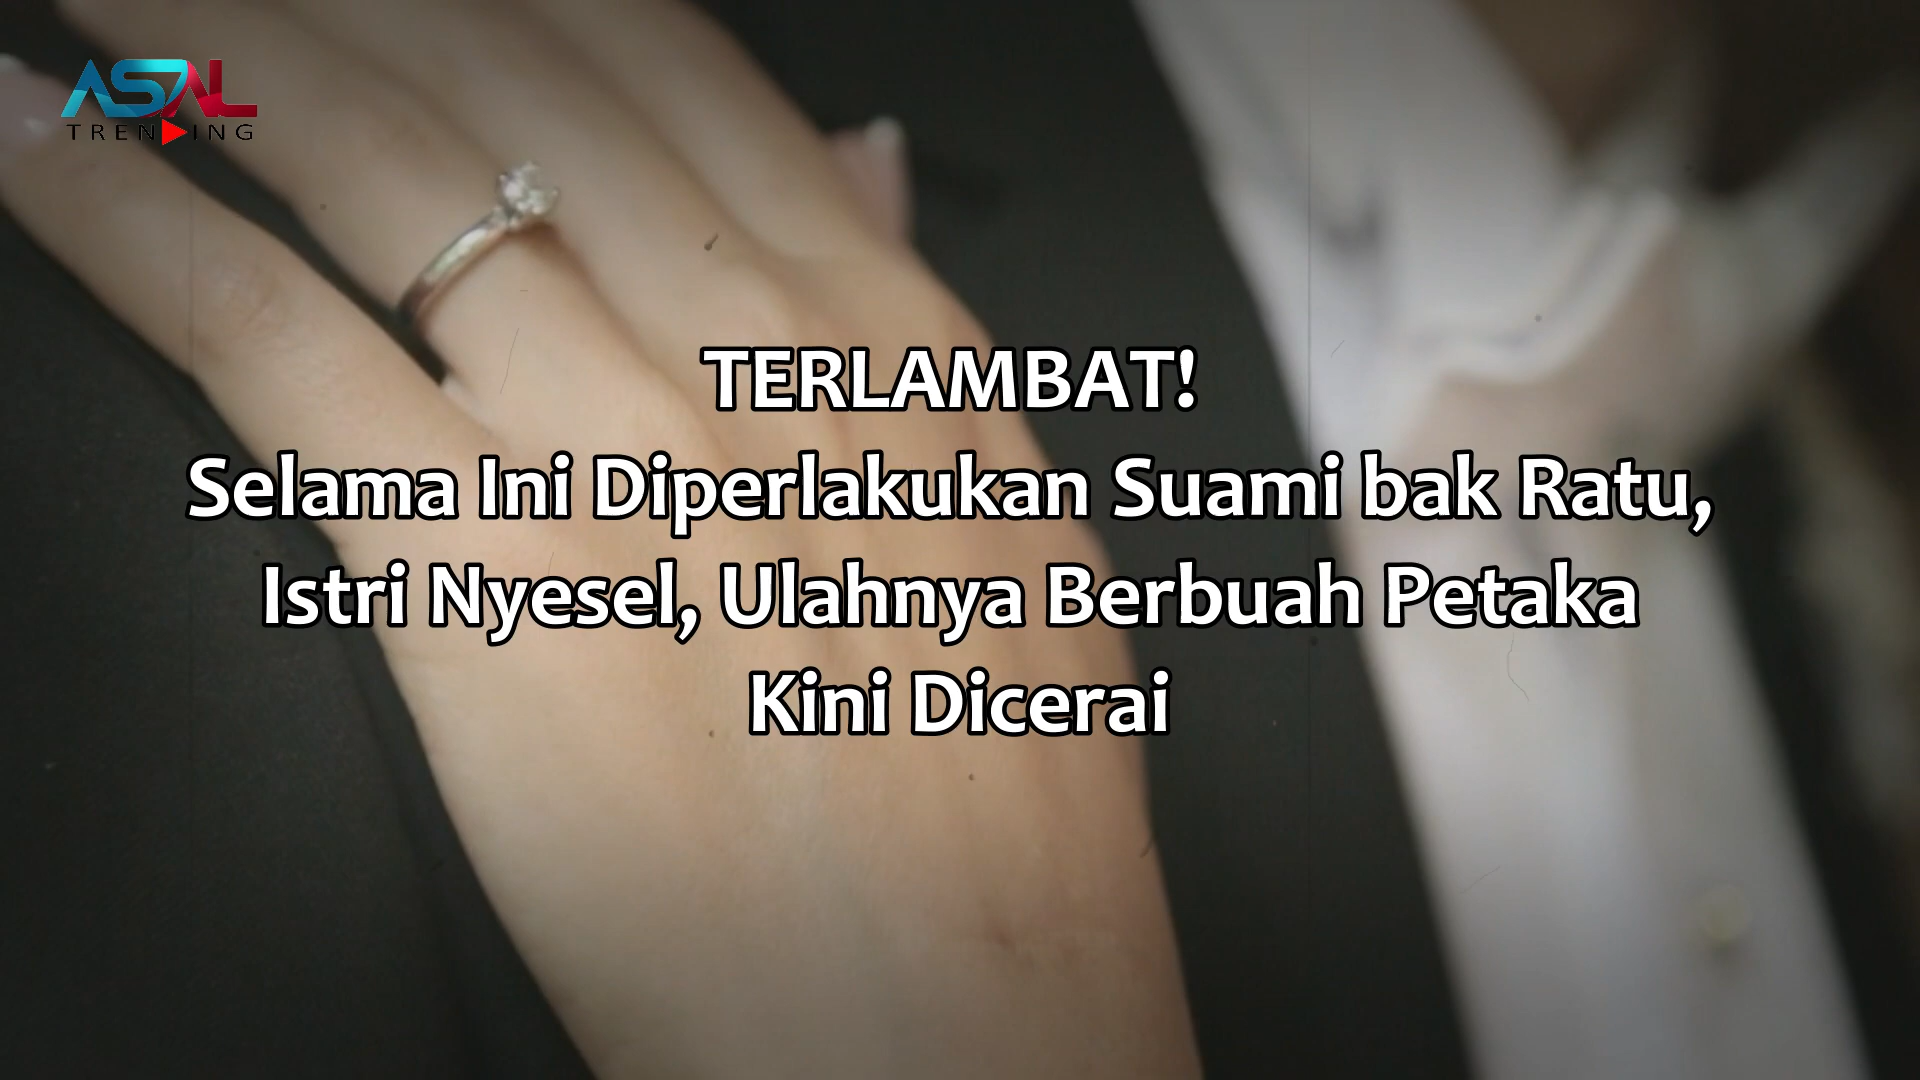 ASAL
TRENDING
TERLAMBAT!
Selama Ini Diperlakukan Suami bak Ratu,
Istri Nyesel, Ulahnya Berbuah Petaka
Kini Dicerai